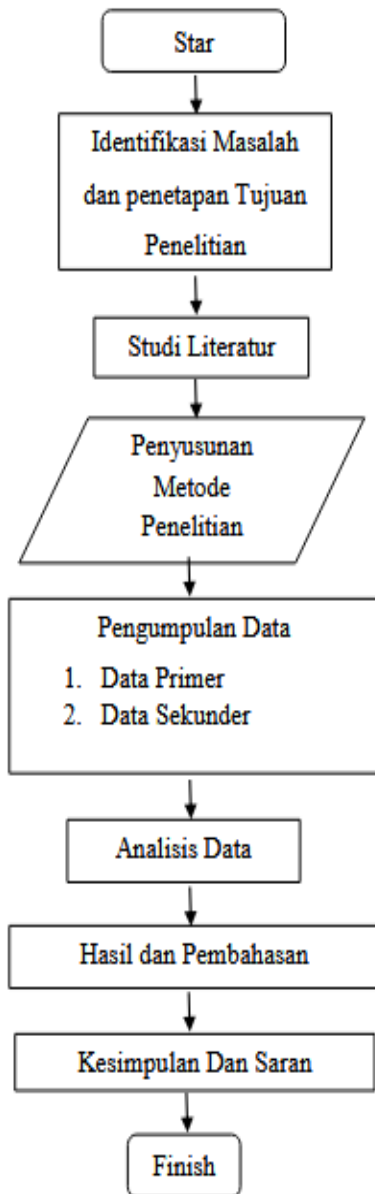 Star
Identifikasi Masalah
dan penetapan Tujuan
Penelitian
Studi Literatur
Penyusunan
Metode
Penelitian
Pengumpulan Data
1. Data Primer
2. Data Sekunder
Analisis Data
Hasil dan Pembahasan
Kesimpulan Dan Saran
Finish